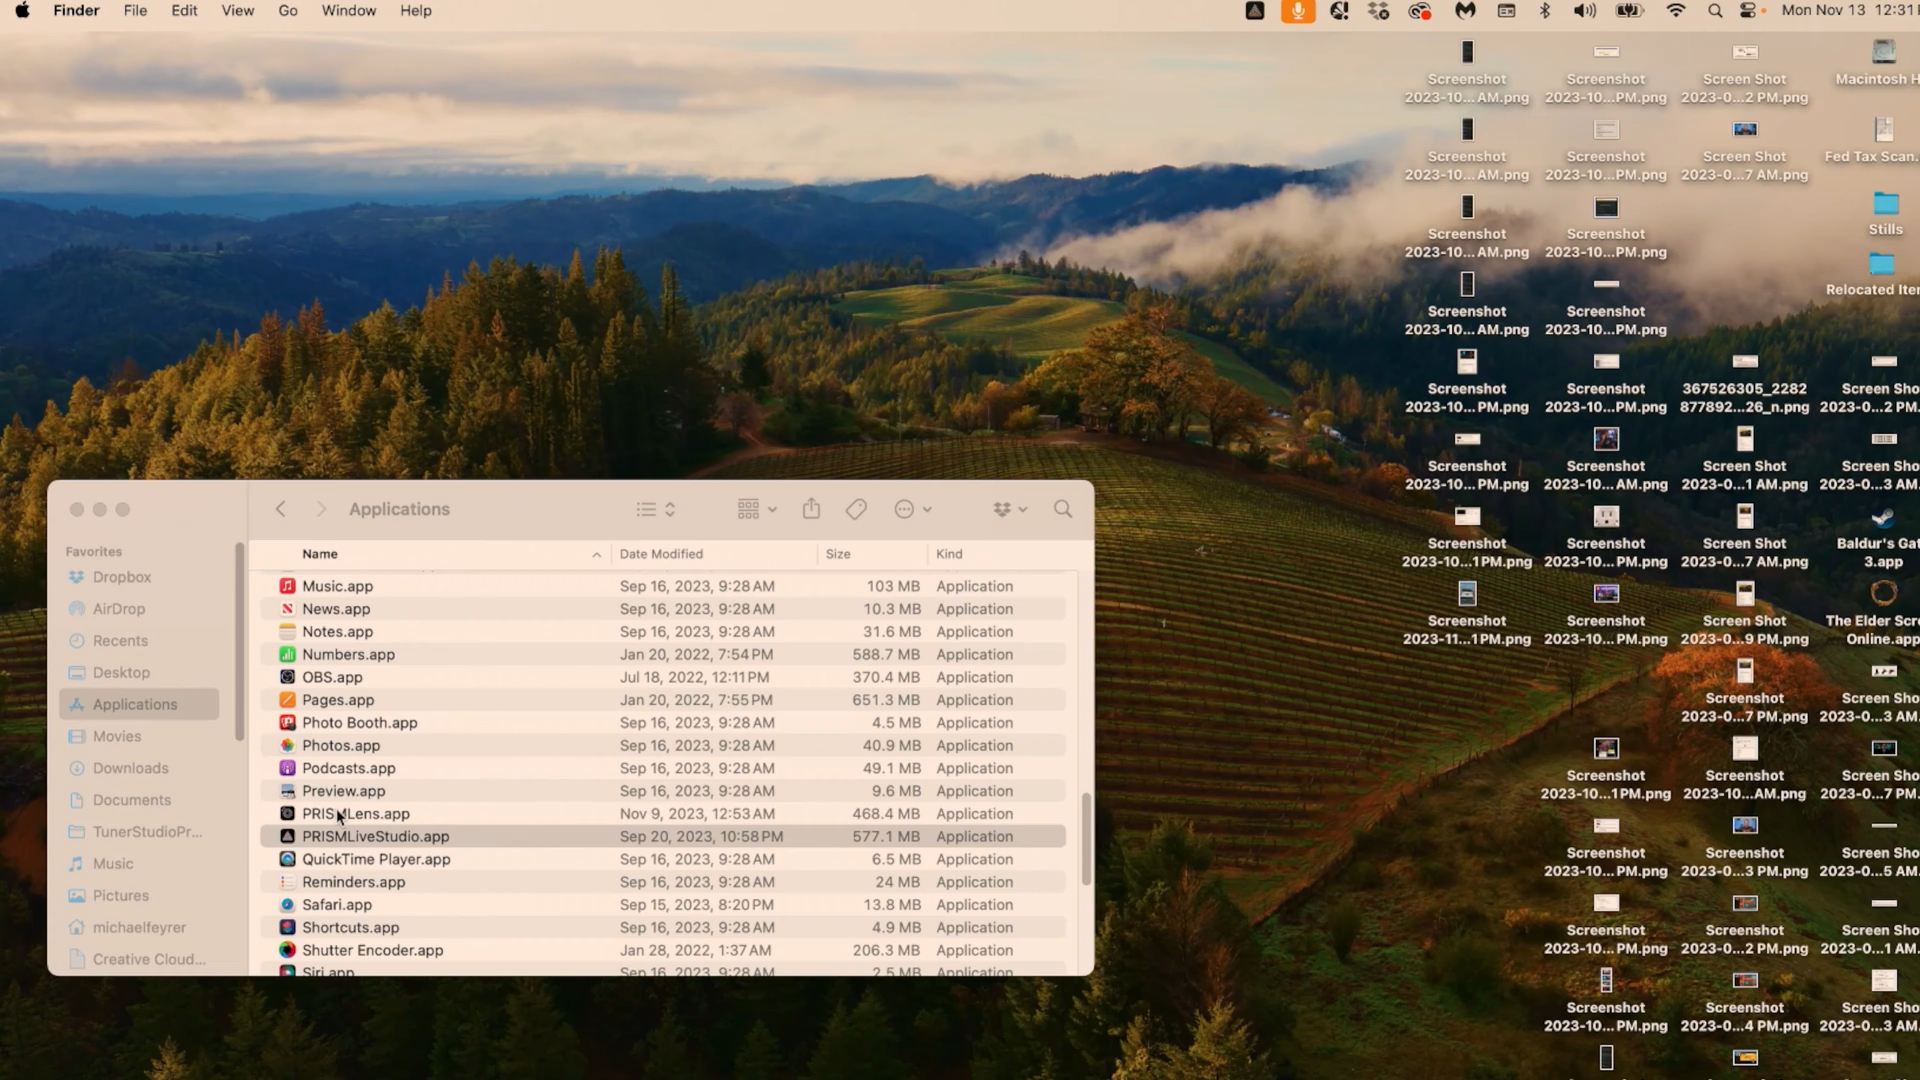 Finder File Edit View Go Window Help
Mon Nov 13 12:31
Screenshot
2023-10... AM.png
Screenshot
2023-10...PM.png
Screen Shot
2023-0...2 PM.png
Macintosh H
Screenshot
2023-10... AM.png
Screenshot
2023-10...PM.png
Screen Shot
2023-0...7 AM.png
Fed Tax Scan.
Screenshot
2023-10... AM.png
Screenshot
2023-10...PM.png
Stills
Screenshot
2023-10... AM.png
Screenshot
2023-10...PM.png
Relocated Iter
Screenshot
2023-10... PM.png
Screenshot
2023-10...PM.png
367526305_2282
877892...26_n.png
Screen Sho
2023-0...2 PM.
Screenshot
2023-10... PM.png
Screenshot
2023-10... AM.png
Screen Shot
2023-0...1 AM.png
Screen Sho
2023-0...3 AM.
Screenshot
2023-10...1PM.png
Screenshot
2023-10...PM.png
Screen Shot
2023-0...7 AM.png
Baldur's Gat
3.app
Screenshot
2023-11...1PM.png
Screenshot
2023-10...PM.png
Screen Shot
2023-0...9 PM.png
The Elder Scro
Online.app
Screenshot
2023-0...7 PM.png
Screen Sho
2023-0...3 AM.
Screenshot
2023-10...1PM.png
Screenshot
2023-10...AM.png
Screen Sho
2023-0...7 PM.
Screenshot
2023-10...PM.png
Screenshot
2023-0...3 PM.png
Screen Sho
2023-0...5 AM.
Screenshot
2023-10...PM.png
Screenshot
2023-0...2 PM.png
Screen Sho
2023-0...1 AM.
Screenshot
2023-10...PM.png
Screenshot
2023-0...4 PM.png
Screen Sho
2023-0...3 AM.
Applications
Favorites
Dropbox
AirDrop
Recents
Desktop
Applications
Movies
Downloads
Documents
TunerStudioPr...
Music
Pictures
michaelfeyrer
Creative Cloud...
Name Date Modified Size Kind
Music.app Sep 16, 2023, 9:28 AM 103 MB Application
News.app Sep 16, 2023, 9:28 AM 10.3 MB Application
Notes.app Sep 16, 2023, 9:28 AM 31.6 MB Application
Numbers.app Jan 20, 2022, 7:54 PM 588.7 MB Application
OBS.app Jul 18, 2022, 12:11 PM 370.4 MB Application
Pages.app Jan 20, 2022, 7:55 PM 651.3 MB Application
Photo Booth.app Sep 16, 2023, 9:28 AM 4.5 MB Application
Photos.app Sep 16, 2023, 9:28 AM 40.9 MB Application
Podcasts.app Sep 16, 2023, 9:28 AM 49.1 MB Application
Preview.app Sep 16, 2023, 9:28 AM 9.6 MB Application
PRISMLens.app Nov 9, 2023, 12:53 AM 468.4 MB Application
PRISMLiveStudio.app Sep 20, 2023, 10:58 PM 577.1 MB Application
QuickTime Player.app Sep 16, 2023, 9:28 AM 6.5 MB Application
Reminders.app Sep 16, 2023, 9:28 AM 24 MB Application
Safari.app Sep 15, 2023, 8:20 PM 13.8 MB Application
Shortcuts.app Sep 16, 2023, 9:28 AM 4.9 MB Application
Shutter Encoder.app Jan 28, 2022, 1:37 AM 206.3 MB Application
Siri.app Sep 16, 2023, 9:28 AM 2.5 MB Application